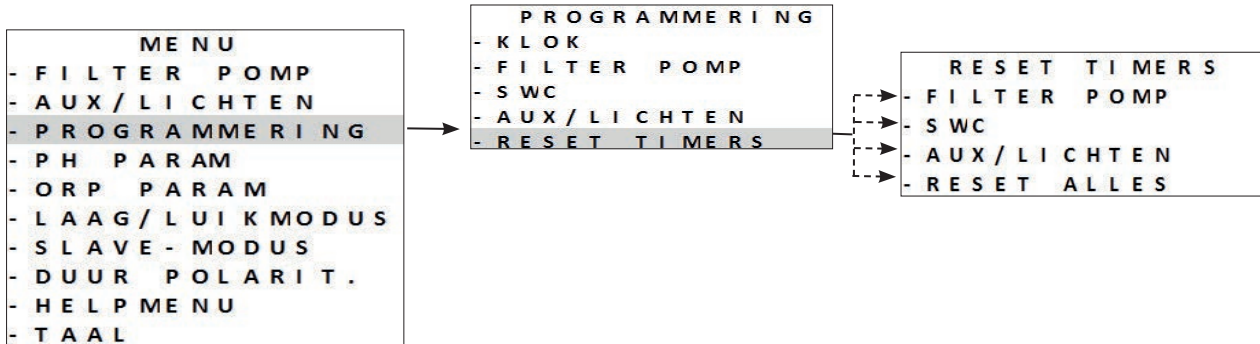 MENU
- FILTER POMP
- AUX/LICHTEN
- PROGRAMMERING
- PH PARAM
- ORP PARAM
- LAAG/LUIKMODUS
- SLAVE-MODUS
- DUUR POLARIT.
- HELPMENU
- TAAL
PROGRAMMERING
- KLOK
- FILTER POMP
- SWC
- AUX/LICHTEN
- RESET TIMERS
RESET TIMERS
- FILTER POMP
- SWC
- AUX/LICHTEN
- RESET ALLES